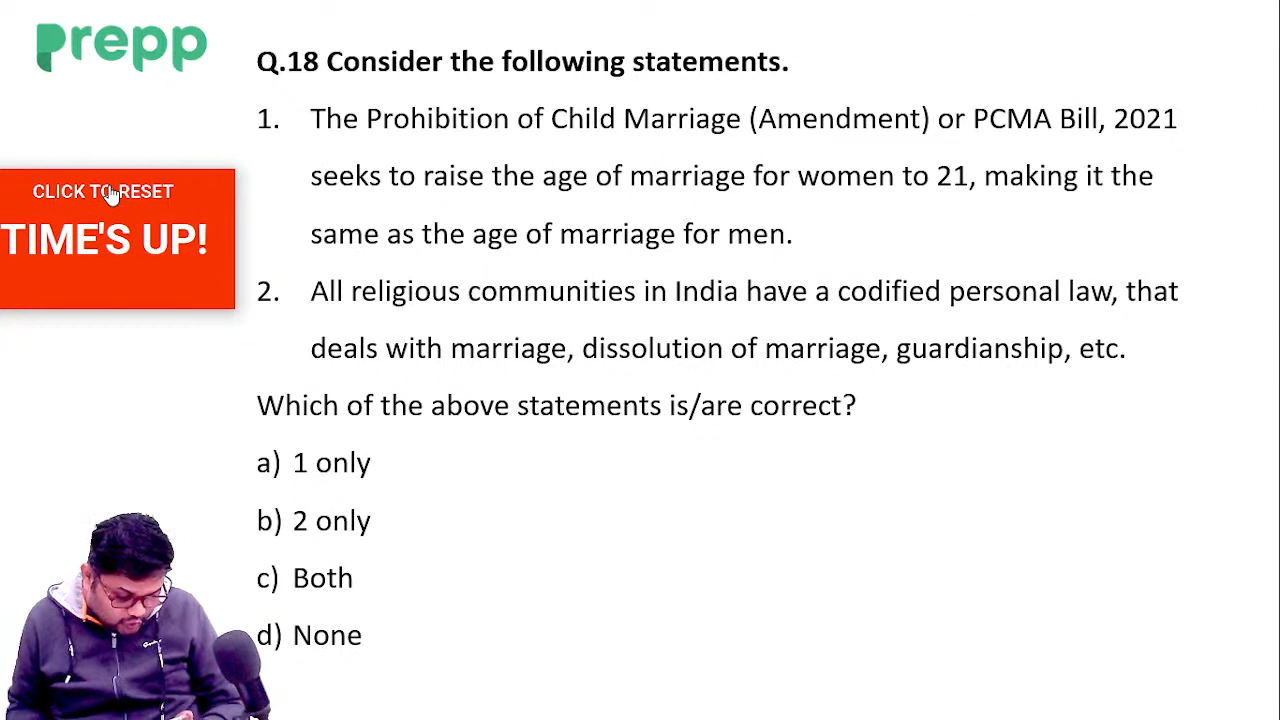 prepp
Q.18 Consider the following statements.
1. The Prohibition of Child Marriage (Amendment) or PCMA Bill, 2021
seeks to raise the age of marriage for women to 21, making it the
same as the age of marriage for men.
CLICK TO RESET
TIME'S UP!
2. All religious communities in India have a codified personal law, that
deals with marriage, dissolution of marriage, guardianship, etc.
Which of the above statements is/are correct?
a) 1 only
b) 2 only
c) Both
d) None